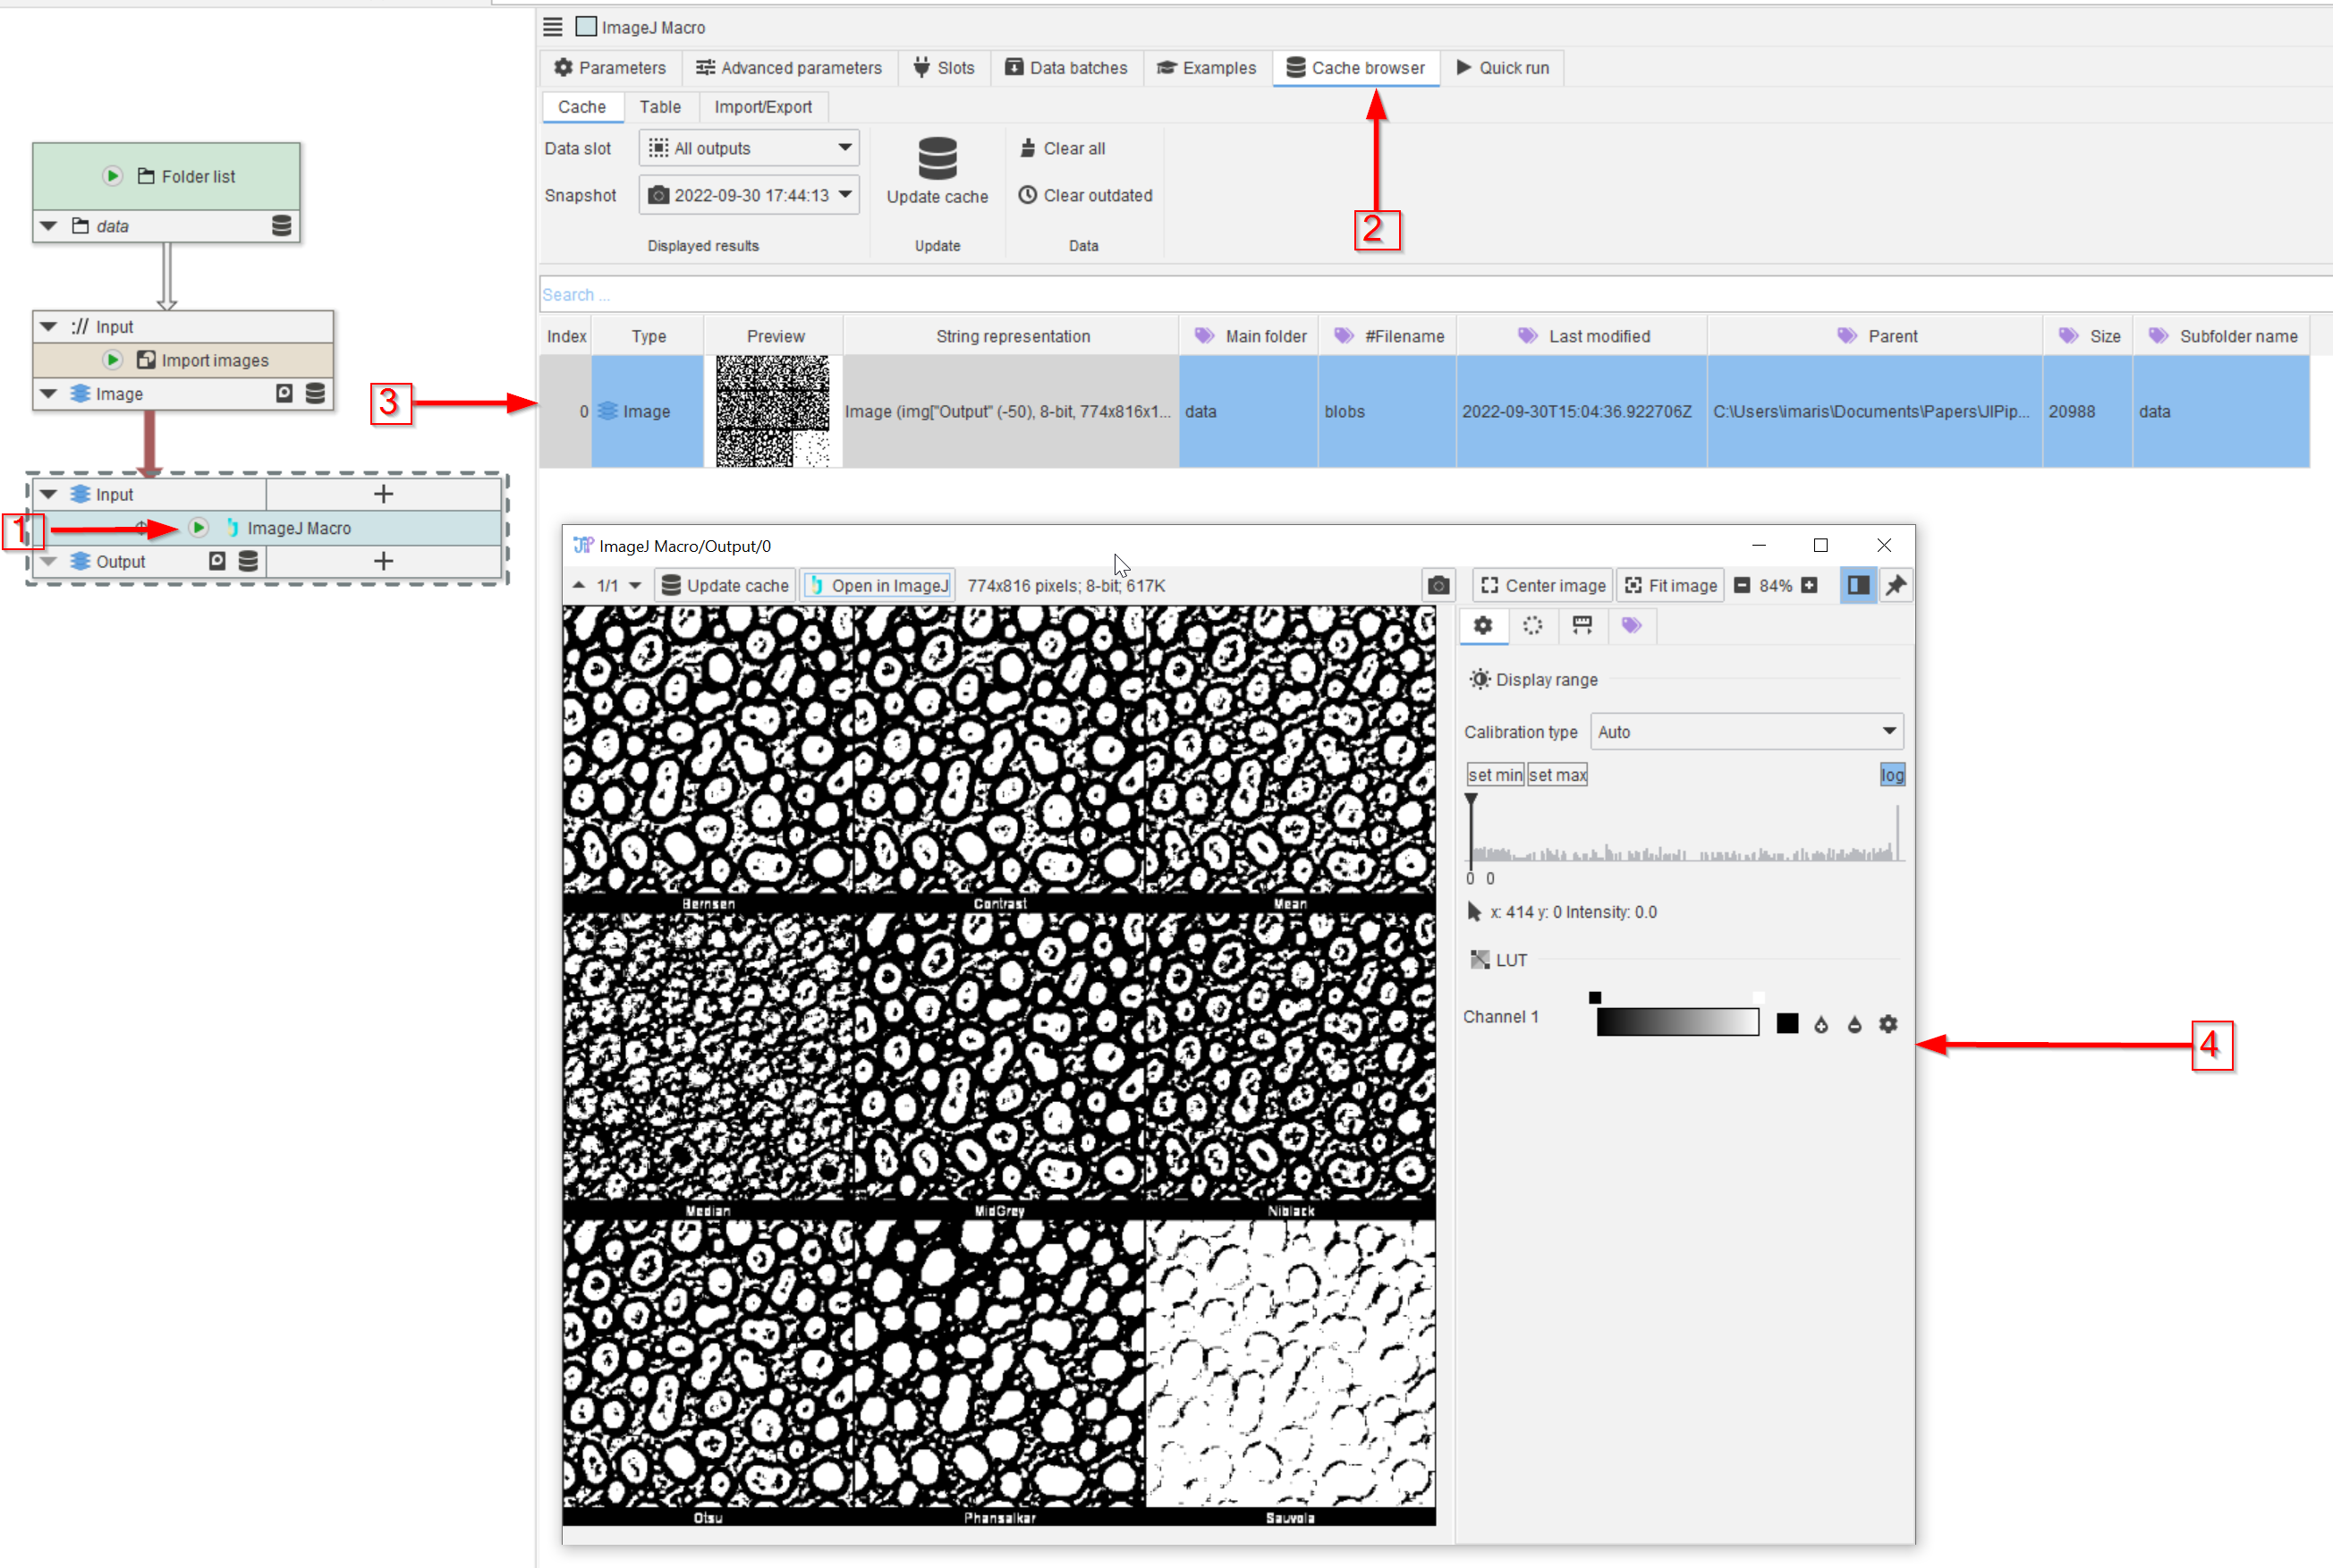 ImageJ Macro
Parameters Advanced parameters Slots Data batches Examples Cache browser Quick run
Cache Table Import/Export
Data slot All outputs
Snapshot 2022-09-30 17:44:13
Displayed results
Update cache
Update
Clear all
Clear outdated
Data
2
Search ...
Index Type Preview String representation Main folder #Filename Last modified Parent Size Subfolder name
0 Image Image (img["Output" (-50), 8-bit, 774x816x1... data blobs 2022-09-30T15:04:36.922706Z C:\Users\imaris\Documents\Papers\JIPip... 20988 data
3
Folder list
data
:// Input
Import images
Image
Input +
1
ImageJ Macro
Output +
JIP ImageJ Macro/Output/0
1/1 Update cache Open in ImageJ 774x816 pixels; 8-bit; 617K Center image Fit image 84%
Display range
Calibration type Auto
set min set max log
0 0
x: 414 y: 0 Intensity: 0.0
LUT
Channel 1
4
Bernsen Contrast Mean
Median MidGrey Niblack
Otsu Phansalkar Sauvola